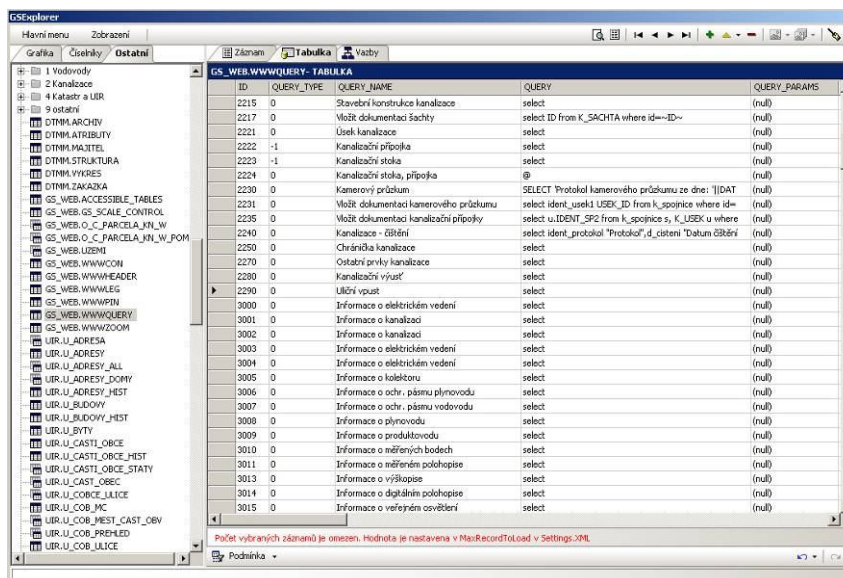 GSExplorer
Hlavní menu Zobrazení
Grafika Číselníky Ostatní
Záznam Tabulka Vazby
1 Vodovody
2 Kanalizace
4 Katastr a UIR
9 ostatní
DTMM.ARCHIV
DTMM.ATRIBUTY
DTMM.MAJITEL
DTMM.STRUKTURA
DTMM.VYKRES
DTMM.ZAKAZKA
GS_WEB.ACCESSIBLE_TABLES
GS_WEB.GS_SCALE_CONTROL
GS_WEB.O_C_PARCELA_KN_W
GS_WEB.O_C_PARCELA_KN_W_POM
GS_WEB.UZEMI
GS_WEB.WWWCON
GS_WEB.WWWHEADER
GS_WEB.WWWLEG
GS_WEB.WWWPIN
GS_WEB.WWWQUERY
GS_WEB.WWWZOOM
UIR.U_ADRESA
UIR.U_ADRESY
UIR.U_ADRESY_ALL
UIR.U_ADRESY_DOMY
UIR.U_ADRESY_HIST
UIR.U_BUDOVY
UIR.U_BUDOVY_HIST
UIR.U_BYTY
UIR.U_CASTI_OBCE
UIR.U_CASTI_OBCE_HIST
UIR.U_CASTI_OBCE_STATY
UIR.U_CAST_OBEC
UIR.U_COBCE_ULICE
UIR.U_COB_MC
UIR.U_COB_MEST_CAST_OBV
UIR.U_COB_PREHLED
UIR.U_COB_ULICE
GS_WEB.WWWQUERY- TABULKA
ID QUERY_TYPE QUERY_NAME QUERY QUERY_PARAMS
2215 0 Stavební konstrukce kanalizace select (null)
2217 0 Vložit dokumentaci šachty select ID from K_SACHTA where id=~ID~ (null)
2221 0 Úsek kanalizace select (null)
2222 -1 Kanalizační přípojka select (null)
2223 -1 Kanalizační stoka select (null)
2224 0 Kanalizační stoka, přípojka @ (null)
2230 0 Kamerový průzkum SELECT 'Protokol kamerového průzkumu ze dne: '||DAT (null)
2231 0 Vložit dokumentaci kamerového průzkumu select ident_usek1 USEK_ID from k_spojnice where id= (null)
2235 0 Vložit dokumentaci kanalizační přípojky select u.IDENT_SP2 from k_spojnice s, K_USEK u where (null)
2240 0 Kanalizace - čištění select ident_protokol "Protokol",d_cisteni "Datum čištění (null)
2250 0 Chránička kanalizace select (null)
2270 0 Ostatní prvky kanalizace select (null)
2280 0 Kanalizační výusť select (null)
2290 0 Uliční vpust select (null)
3000 0 Informace o elektrickém vedení select (null)
3001 0 Informace o kanalizaci select (null)
3002 0 Informace o kanalizaci select (null)
3003 0 Informace o elektrickém vedení select (null)
3004 0 Informace o elektrickém vedení select (null)
3005 0 Informace o kolektoru select (null)
3006 0 Informace o ochr. pásmu plynovodu select (null)
3007 0 Informace o ochr. pásmu vodovodu select (null)
3008 0 Informace o plynovodu select (null)
3009 0 Informace o produktovodu select (null)
3010 0 Informace o měřených bodech select (null)
3011 0 Informace o měřeném polohopise select (null)
3013 0 Informace o výškopise select (null)
3014 0 Informace o digitálním polohopise select (null)
3015 0 Informace o veřejném osvětlení select (null)
Počet vybraných záznamů je omezen. Hodnota je nastavena v MaxRecordToLoad v Settings.XML
Podmínka